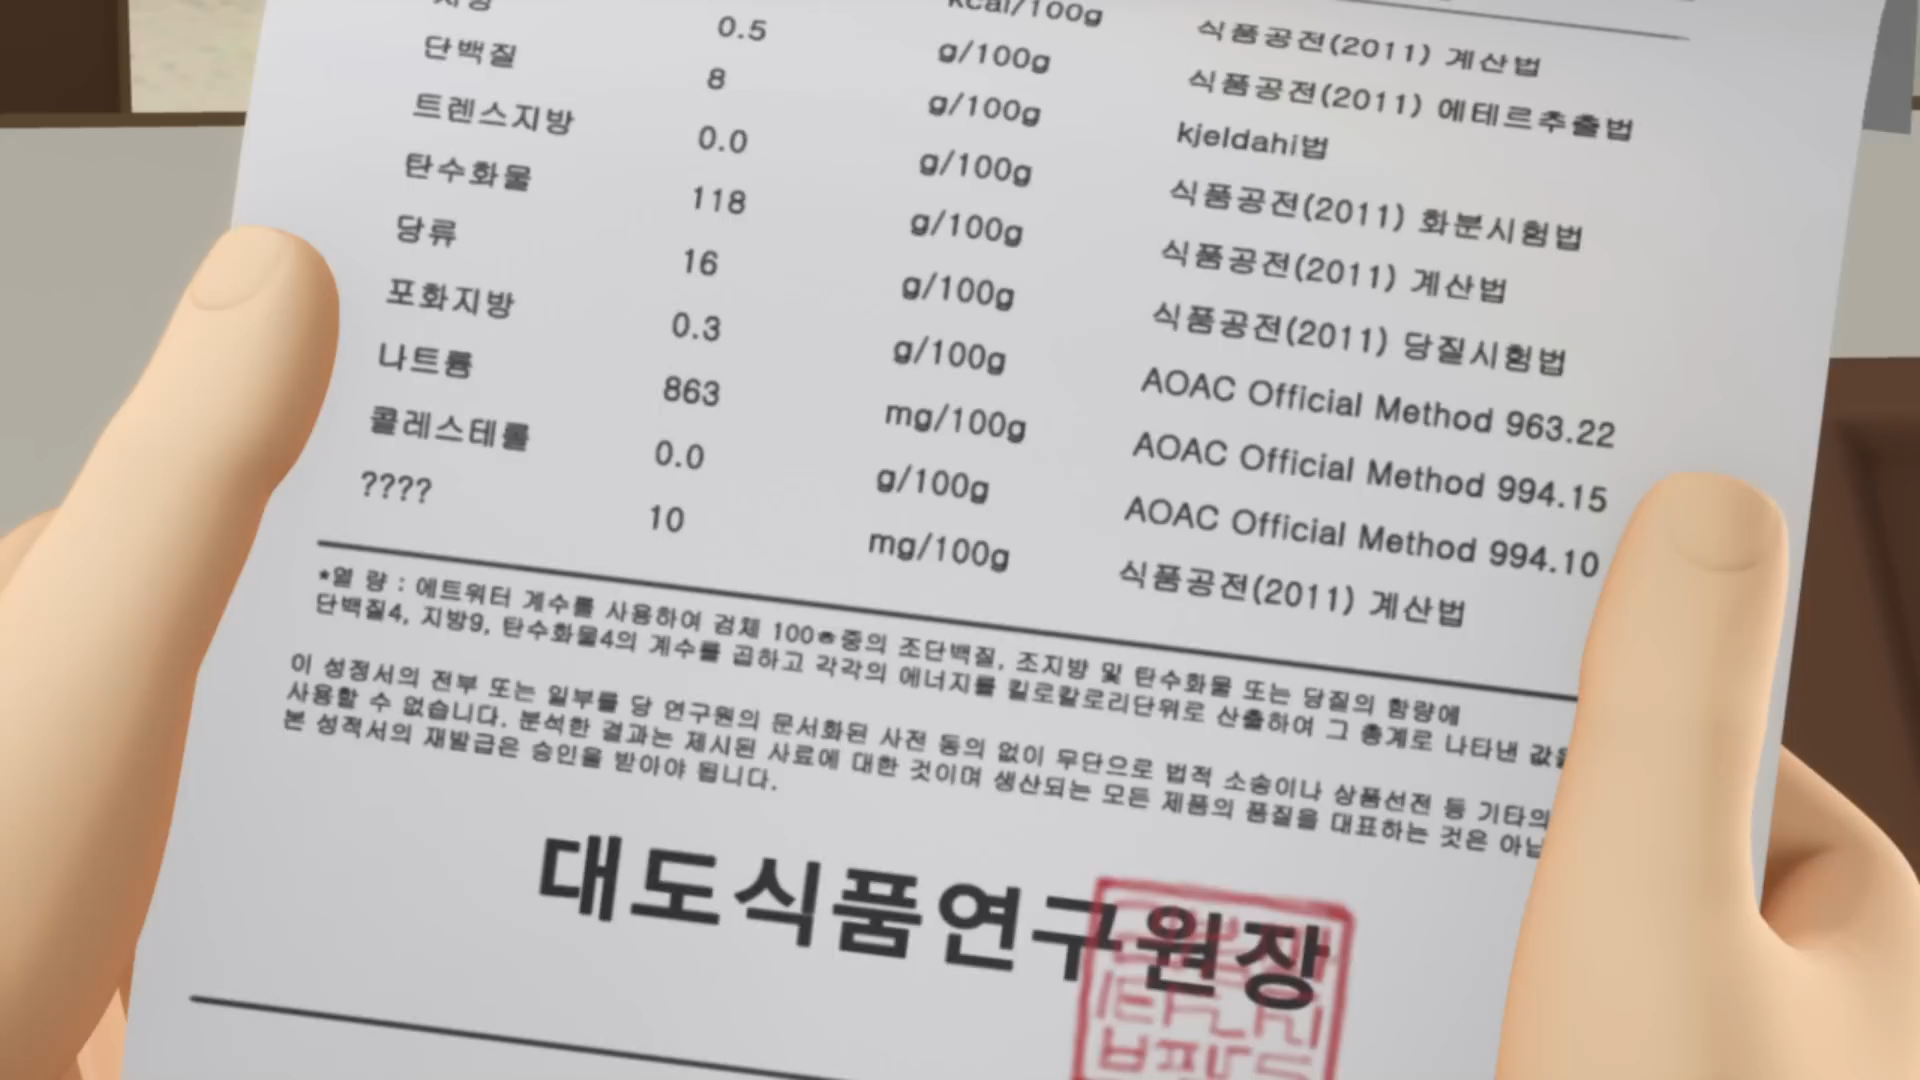 kcal/100g 식품공전(2011) 계산법
지방 0.5 g/100g 식품공전(2011) 에테르추출법
단백질 8 g/100g kjeldahi법
트렌스지방 0.0 g/100g 식품공전(2011) 화분시험법
탄수화물 118 g/100g 식품공전(2011) 계산법
당류 16 g/100g 식품공전(2011) 당질시험법
포화지방 0.3 g/100g AOAC Official Method 963.22
나트륨 863 mg/100g AOAC Official Method 994.15
콜레스테롤 0.0 g/100g AOAC Official Method 994.10
???? 10 mg/100g 식품공전(2011) 계산법
*열 량 : 에트워터 계수를 사용하여 검체 100 중의 조단백질, 조지방 및 탄수화물 또는 당질의 함량에
단백질4, 지방9, 탄수화물4의 계수를 곱하고 각각의 에너지를 킬로칼로리단위로 산출하여 그 총계로 나타낸 값
이 성정서의 전부 또는 일부를 당 연구원의 문서화된 사전 동의 없이 무단으로 법적 소송이나 상품선전 등 기타의
사용할 수 없습니다. 분석한 결과는 제시된 사료에 대한 것이며 생산되는 모든 제품의 품질을 대표하는 것은 아닙
본 성적서의 재발급은 승인을 받아야 됩니다.
대도식품연구원장